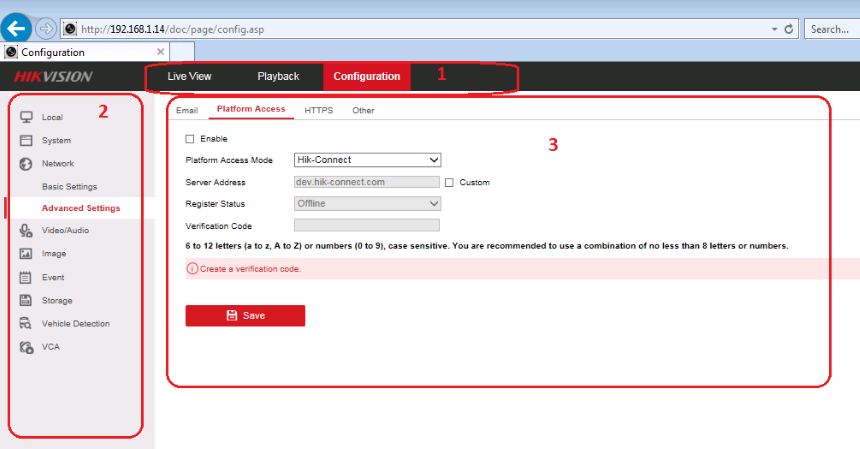 http://192.168.1.14/doc/page/config.asp
Search...
Configuration
HIKVISION
Live View Playback Configuration 1
2
Local
System
Network
Basic Settings
Advanced Settings
Video/Audio
Image
Event
Storage
Vehicle Detection
VCA
Email Platform Access HTTPS Other
3
Enable
Platform Access Mode Hik-Connect
Server Address dev.hik-connect.com Custom
Register Status Offline
Verification Code
6 to 12 letters (a to z, A to Z) or numbers (0 to 9), case sensitive. You are recommended to use a combination of no less than 8 letters or numbers.
Create a verification code.
Save